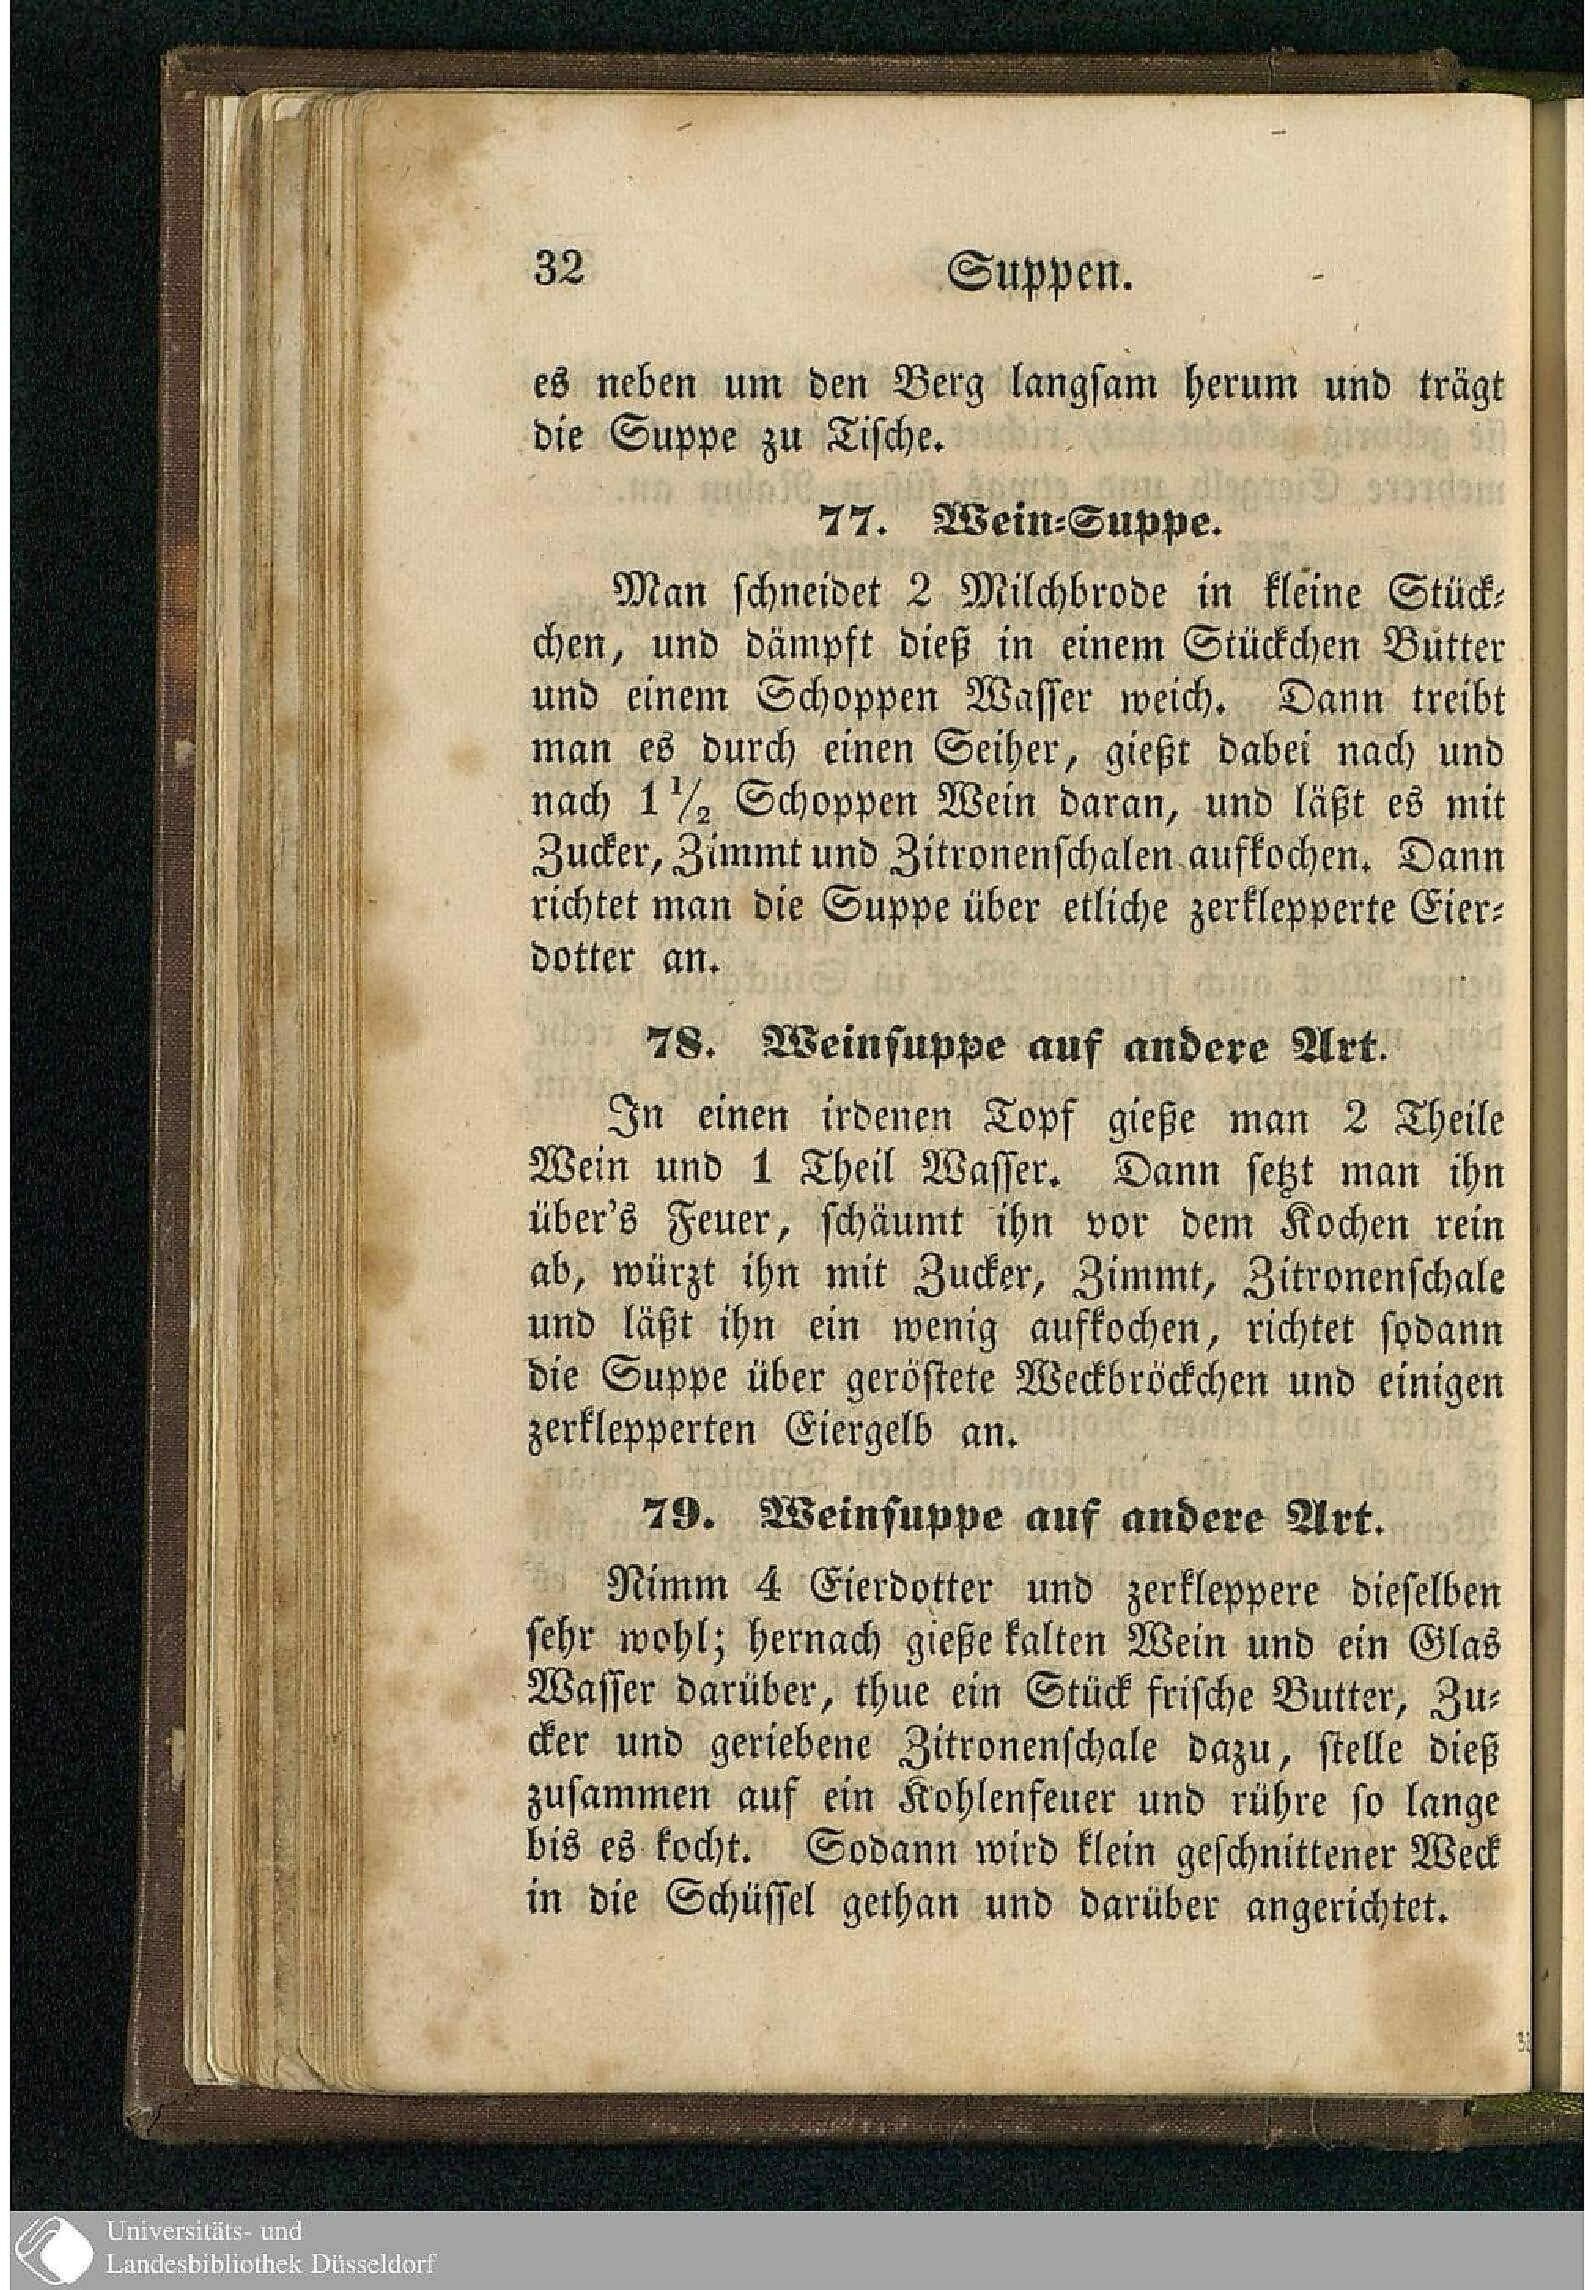 32 Suppen.
es neben um den Berg langsam herum und trägt
die Suppe zu Tische.
77. Wein-Suppe.
Man schneidet 2 Milchbrode in kleine Stück-
chen, und dämpft dieß in einem Stückchen Butter
und einem Schoppen Wasser weich. Dann treibt
man es durch einen Seiher, gießt dabei nach und
nach 1 1/2 Schoppen Wein daran, und läßt es mit
Zucker, Zimmt und Zitronenschalen aufkochen. Dann
richtet man die Suppe über etliche zerklepperte Eier-
dotter an.
78. Weinsuppe auf andere Art.
In einen irdenen Topf gieße man 2 Theile
Wein und 1 Theil Wasser. Dann setzt man ihn
über's Feuer, schäumt ihn vor dem Kochen rein
ab, würzt ihn mit Zucker, Zimmt, Zitronenschale
und läßt ihn ein wenig aufkochen, richtet sodann
die Suppe über geröstete Weckbröckchen und einigen
zerklepperten Eiergelb an.
79. Weinsuppe auf andere Art.
Nimm 4 Eierdotter und zerkleppere dieselben
sehr wohl; hernach gieße kalten Wein und ein Glas
Wasser darüber, thue ein Stück frische Butter, Zu-
cker und geriebene Zitronenschale dazu, stelle dieß
zusammen auf ein Kohlenfeuer und rühre so lange
bis es kocht. Sodann wird klein geschnittener Weck
in die Schüssel gethan und darüber angerichtet.
Universitäts- und
Landesbibliothek Düsseldorf